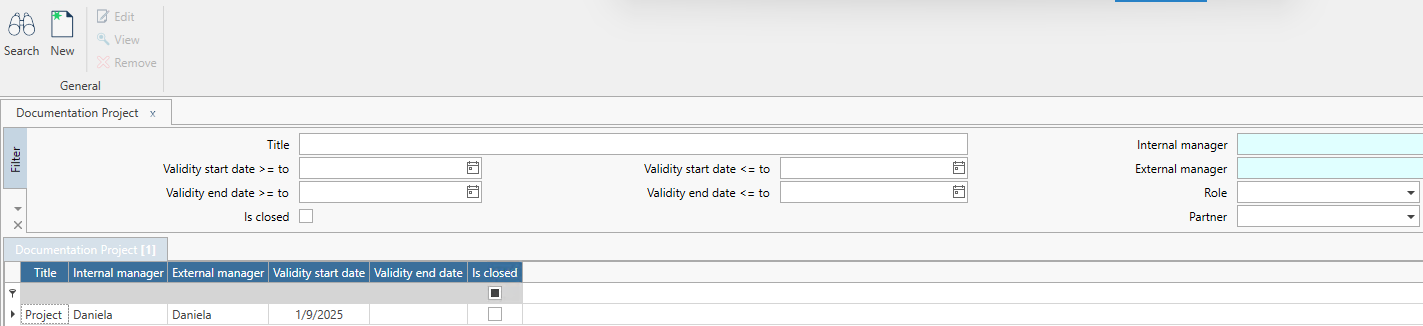 Search
New
Edit
View
Remove
General
Documentation Project x
Filter
Title
Internal manager
Validity start date >= to
Validity start date <= to
External manager
Validity end date >= to
Validity end date <= to
Role
Is closed
Partner
Documentation Project [1]
Title Internal manager External manager Validity start date Validity end date Is closed
Project Daniela Daniela 1/9/2025